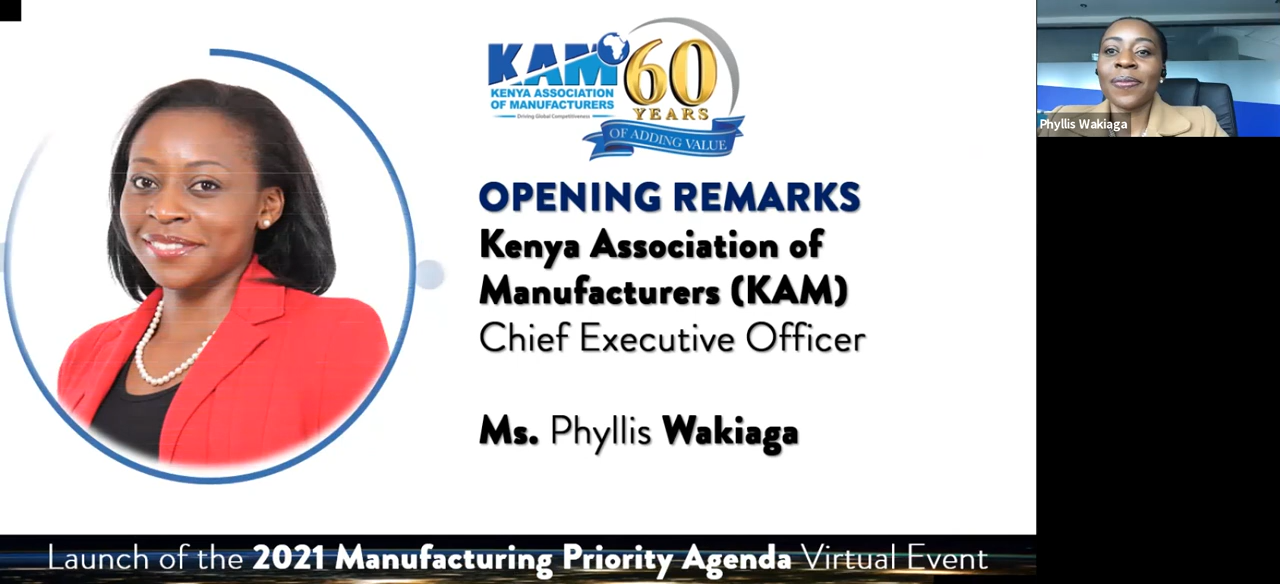 KAM 60
KENYA ASSOCIATION
OF MANUFACTURERS
Driving Global Competitiveness
YEARS
OF ADDING VALUE
OPENING REMARKS
Kenya Association of
Manufacturers (KAM)
Chief Executive Officer
Ms. Phyllis Wakiaga
Launch of the 2021 Manufacturing Priority Agenda Virtual Event
Phyllis Wakiaga